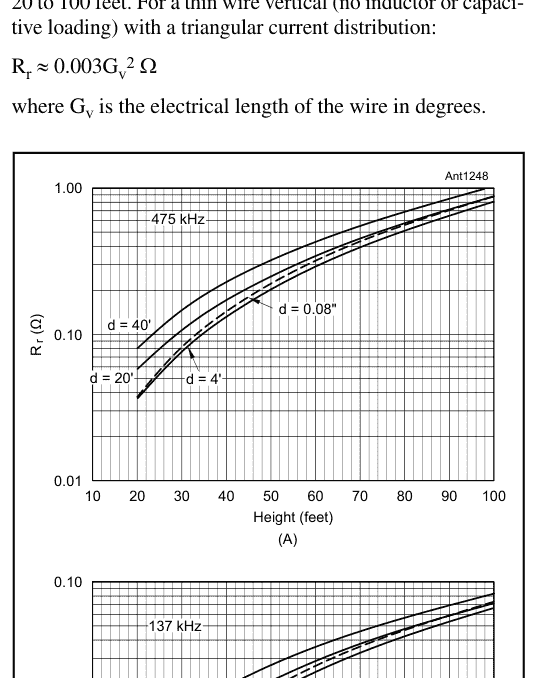 20 to 100 feet. For a thin wire vertical (no inductor or capaci-
tive loading) with a triangular current distribution:
Rr ≈ 0.003Gv² Ω
where Gv is the electrical length of the wire in degrees.
Ant1248
1.00
475 kHz
d = 0.08"
d = 40'
Rr (Ω)
0.10
d = 20'
d = 4'
0.01
10 20 30 40 50 60 70 80 90 100
Height (feet)
(A)
0.10
137 kHz